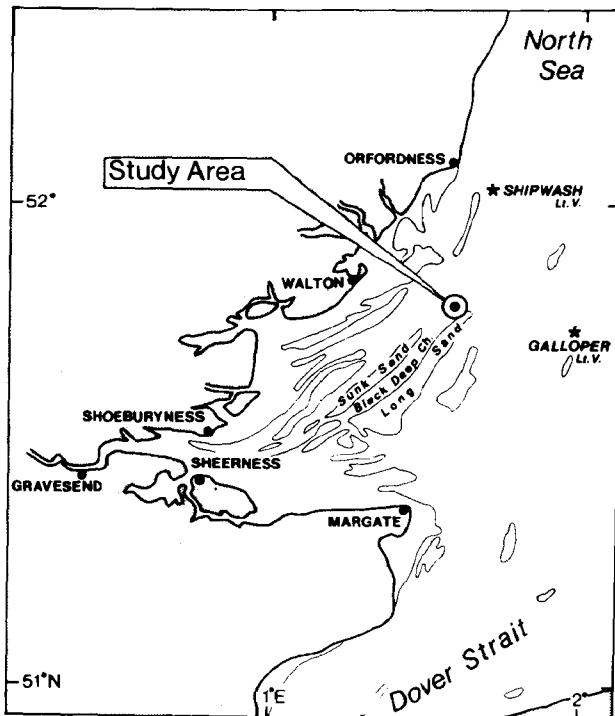 North
Sea
ORFORDNESS
Study Area
52°
SHIPWASH
Lt. V.
WALTON
GALLOPER
Lt. V.
Sunk Sand
Black Deep Ch.
Long Sand
SHOEBURYNESS
SHEERNESS
GRAVESEND
MARGATE
Dover Strait
51°N
1°E
2°